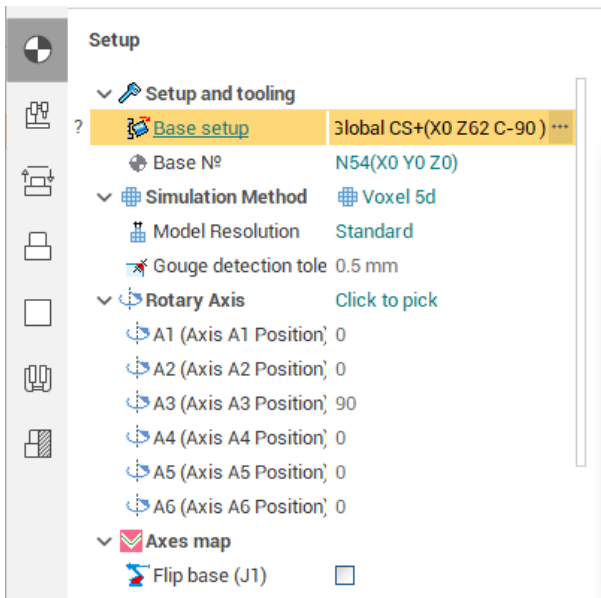 Setup
Setup and tooling
? Base setup Global CS+(X0 Z62 C-90 ) ···
Base Nº N54(X0 Y0 Z0)
Simulation Method Voxel 5d
Model Resolution Standard
Gouge detection tole 0.5 mm
Rotary Axis Click to pick
A1 (Axis A1 Position) 0
A2 (Axis A2 Position) 0
A3 (Axis A3 Position) 90
A4 (Axis A4 Position) 0
A5 (Axis A5 Position) 0
A6 (Axis A6 Position) 0
Axes map
Flip base (J1)